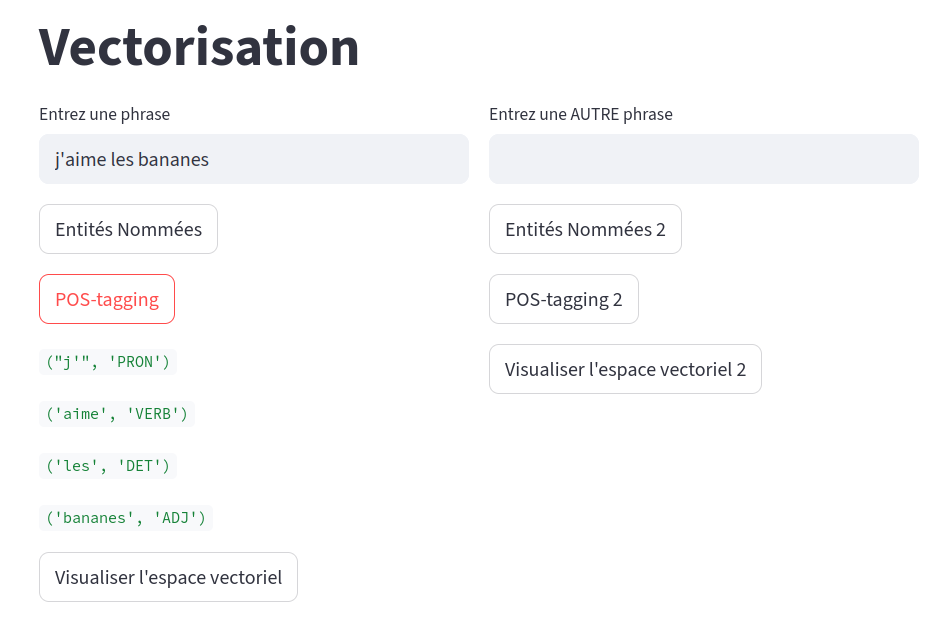 Vectorisation
Entrez une phrase
j'aime les bananes
Entités Nommées
POS-tagging
("j'", 'PRON')
('aime', 'VERB')
('les', 'DET')
('bananes', 'ADJ')
Visualiser l'espace vectoriel
Entrez une AUTRE phrase
Entités Nommées 2
POS-tagging 2
Visualiser l'espace vectoriel 2